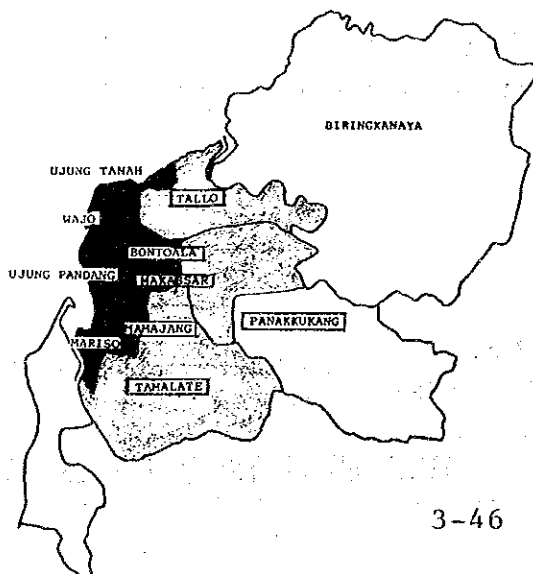 BIRINGKANAYA
UJUNG TANAH
TALLO
WAJO
BONTOALA
UJUNG PANDANG
MAKASSAR
PANAKKUKANG
MAMAJANG
MARISO
TAMALATE
3-46